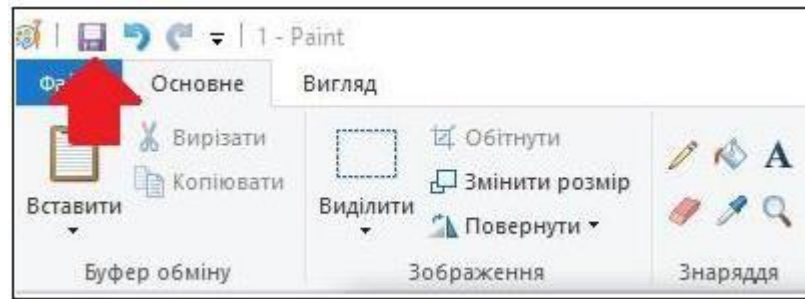 1 - Paint
Основне Вигляд
Вирізати
Копіювати
Вставити
Буфер обміну
Виділити
Обітнути
Змінити розмір
Повернути
Зображення
A
Знаряддя